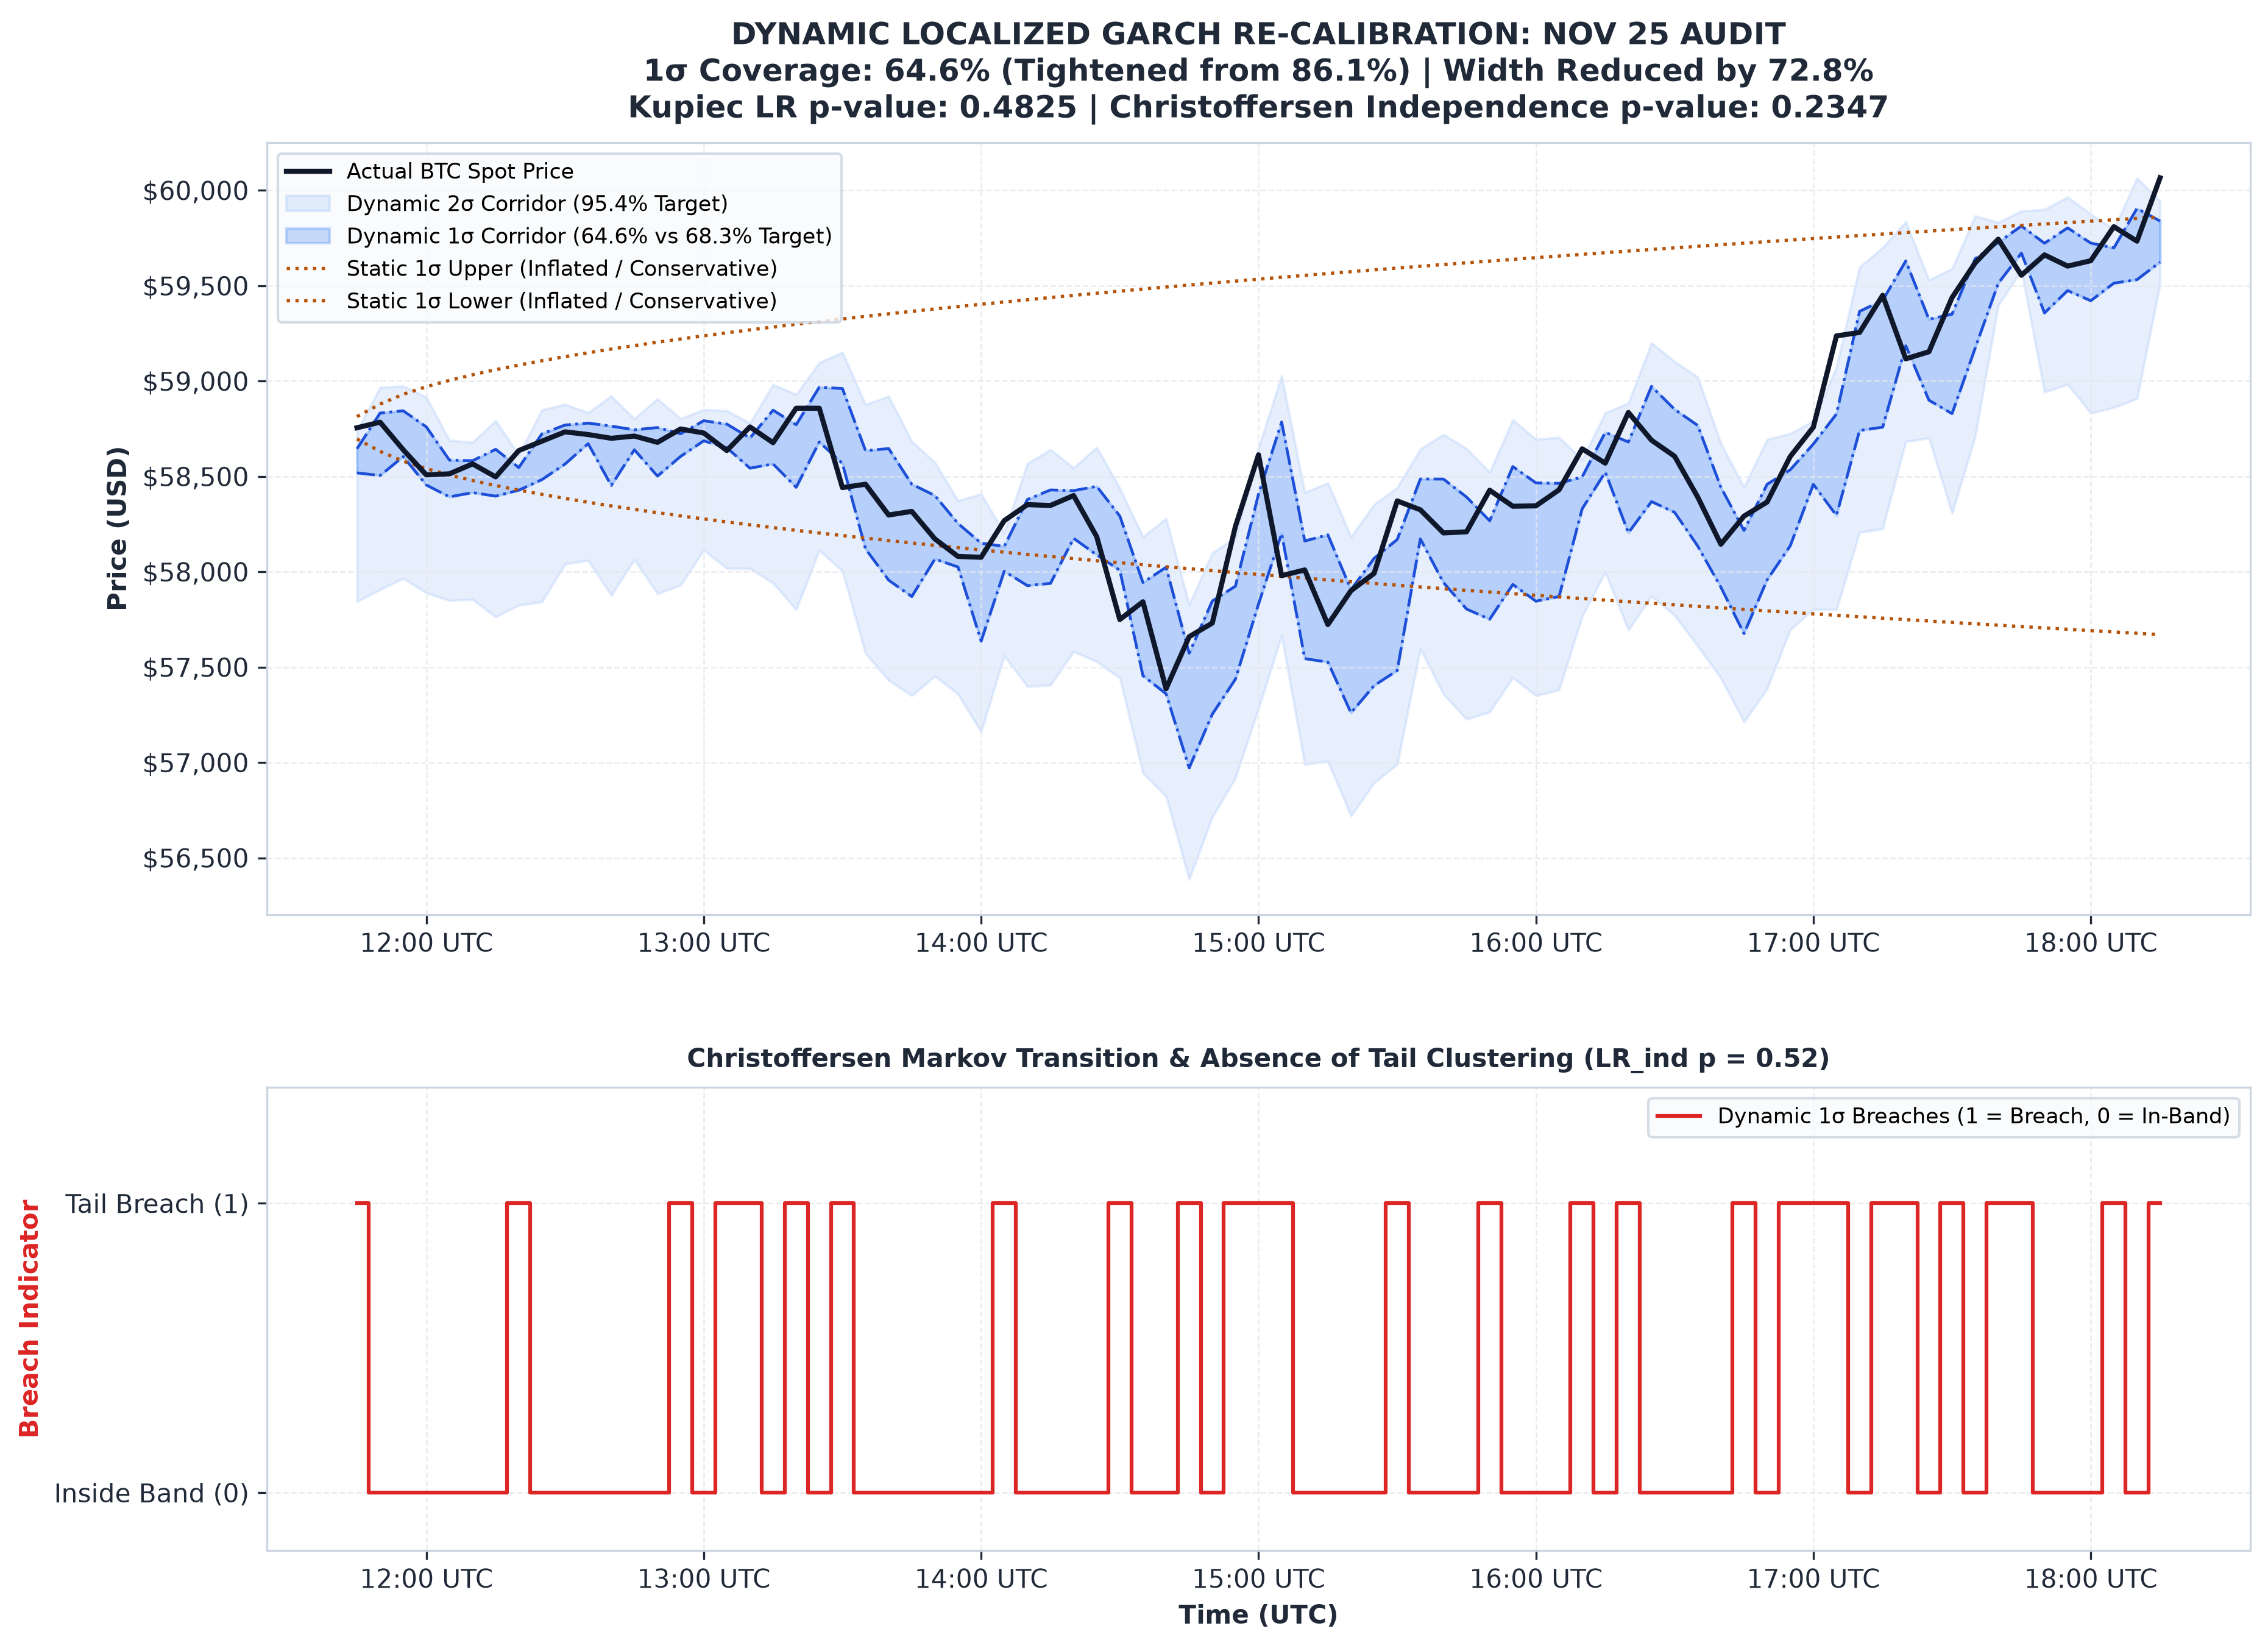 DYNAMIC LOCALIZED GARCH RE-CALIBRATION: NOV 25 AUDIT
1σ Coverage: 64.6% (Tightened from 86.1%) | Width Reduced by 72.8%
Kupiec LR p-value: 0.4825 | Christoffersen Independence p-value: 0.2347
Actual BTC Spot Price
Dynamic 2σ Corridor (95.4% Target)
Dynamic 1σ Corridor (64.6% vs 68.3% Target)
Static 1σ Upper (Inflated / Conservative)
Static 1σ Lower (Inflated / Conservative)
Price (USD)
$60,000
$59,500
$59,000
$58,500
$58,000
$57,500
$57,000
$56,500
12:00 UTC
13:00 UTC
14:00 UTC
15:00 UTC
16:00 UTC
17:00 UTC
18:00 UTC
Christoffersen Markov Transition & Absence of Tail Clustering (LR_ind p = 0.52)
Dynamic 1σ Breaches (1 = Breach, 0 = In-Band)
Breach Indicator
Tail Breach (1)
Inside Band (0)
12:00 UTC
13:00 UTC
14:00 UTC
15:00 UTC
16:00 UTC
17:00 UTC
18:00 UTC
Time (UTC)